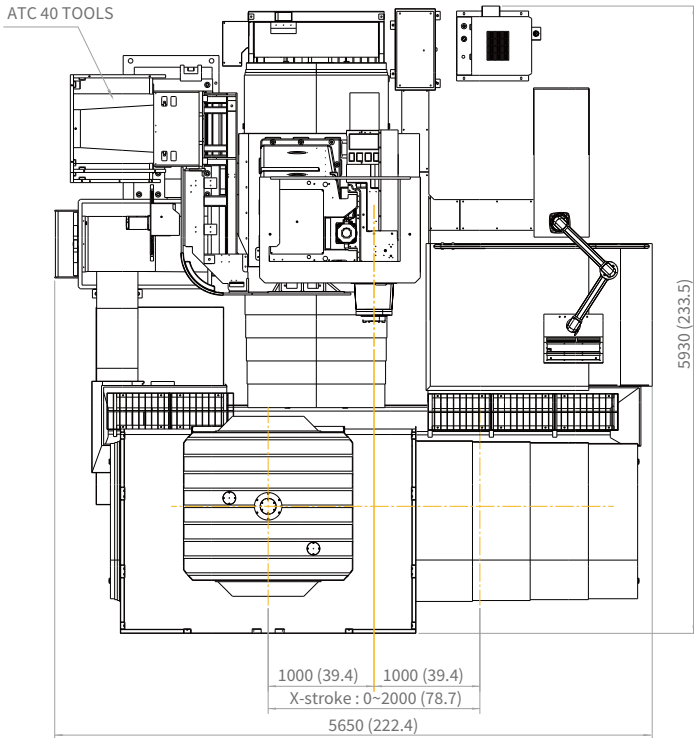 ATC 40 TOOLS
5930 (233.5)
1000 (39.4)
1000 (39.4)
X-stroke : 0~2000 (78.7)
5650 (222.4)